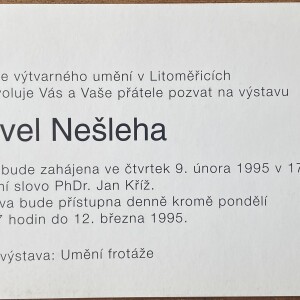 e výtvarného umění v Litoměřicích
voluje Vás a Vaše přátele pozvat na výstavu
vel Nešleha
bude zahájena ve čtvrtek 9. února 1995 v 17
ní slovo PhDr. Jan Kříž.
va bude přístupna denně kromě pondělí
7 hodin do 12. března 1995.
výstava: Umění frotáže